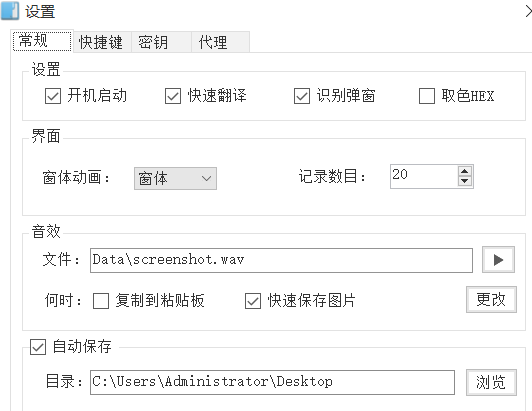 设置
常规 快捷键 密钥 代理
设置
开机启动 快速翻译 识别弹窗 取色HEX
界面
窗体动画： 窗体 记录数目： 20
音效
文件： Data\screenshot.wav
何时： 复制到粘贴板 快速保存图片 更改
自动保存
目录： C:\Users\Administrator\Desktop 浏览